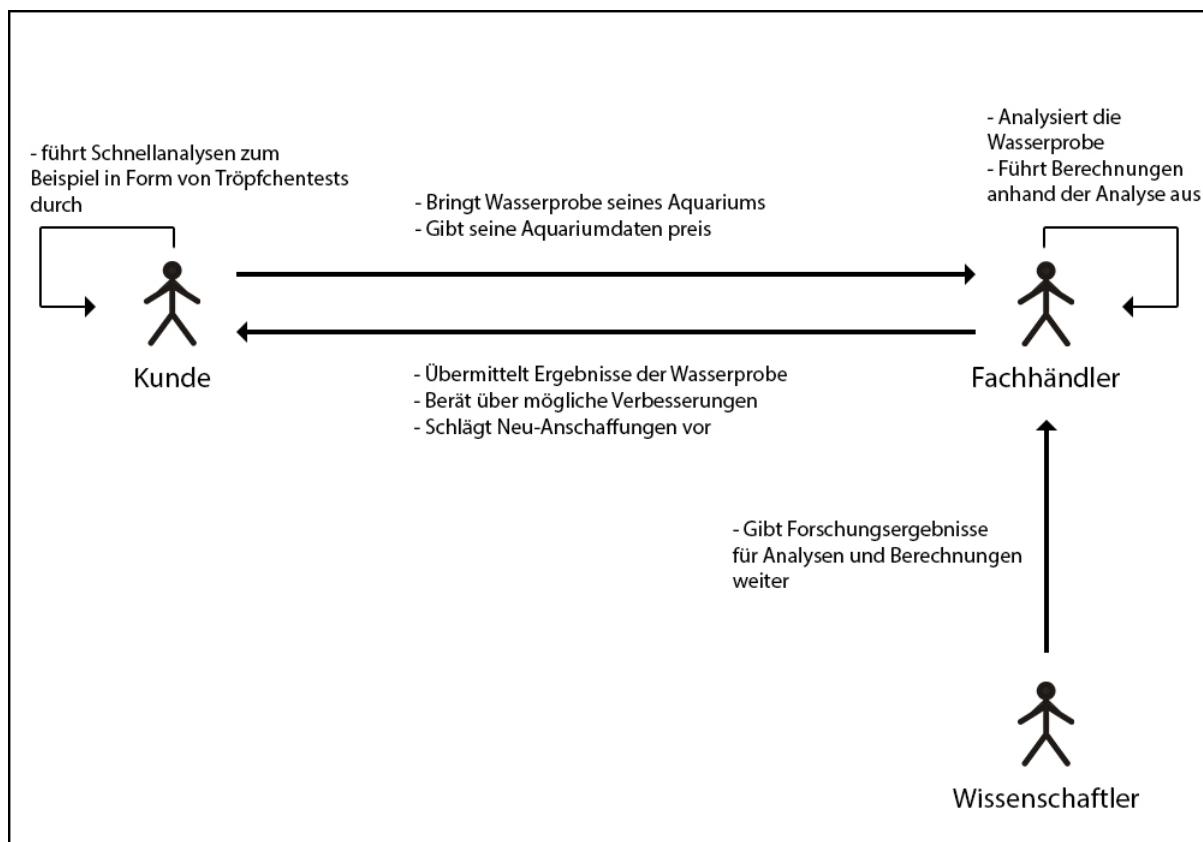 - führt Schnellanalysen zum
Beispiel in Form von Tröpfchentests
durch
- Bringt Wasserprobe seines Aquariums
- Gibt seine Aquariumdaten preis
- Analysiert die
Wasserprobe
- Führt Berechnungen
anhand der Analyse aus
Kunde
- Übermittelt Ergebnisse der Wasserprobe
- Berät über mögliche Verbesserungen
- Schlägt Neu-Anschaffungen vor
Fachhändler
- Gibt Forschungsergebnisse
für Analysen und Berechnungen
weiter
Wissenschaftler